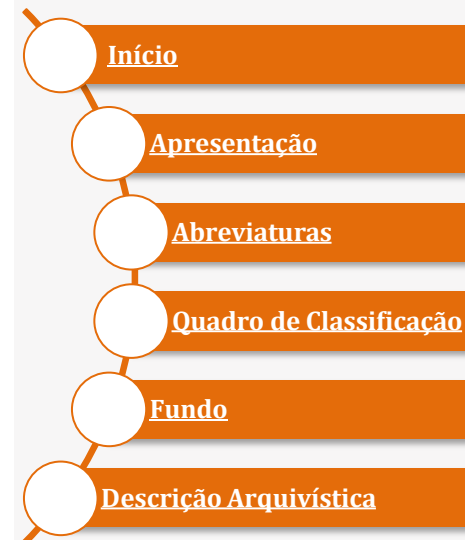 Início
Apresentação
Abreviaturas
Quadro de Classificação
Fundo
Descrição Arquivística